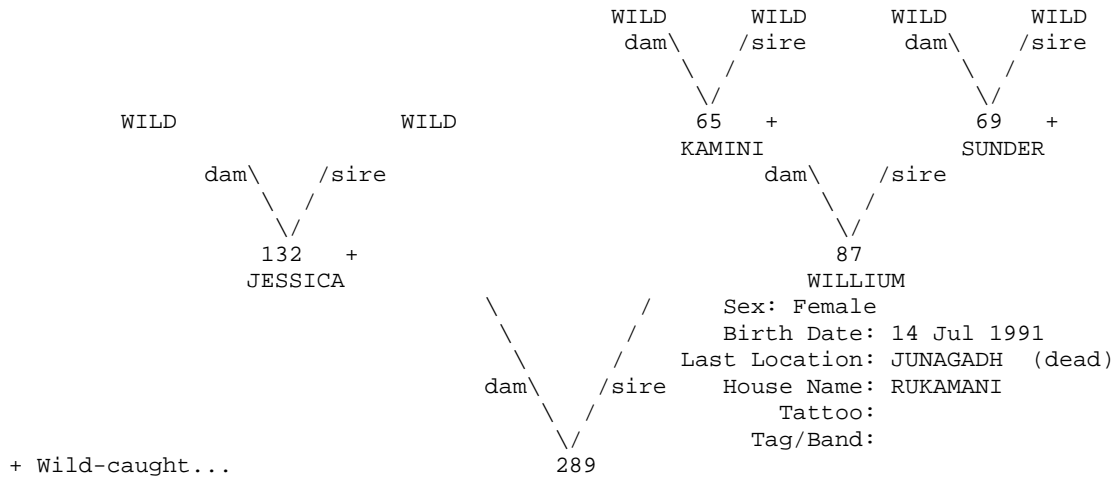 WILD WILD WILD WILD
dam\ /sire dam\ /sire
\ / \ /
\/ \/
WILD WILD 65 + 69 +
KAMINI SUNDER
dam\ /sire dam\ /sire
\ / \ /
\/ \/
132 + 87
JESSICA WILLIUM
\ / Sex: Female
\ / Birth Date: 14 Jul 1991
\ / Last Location: JUNAGADH (dead)
dam\ /sire House Name: RUKAMANI
\ / Tattoo:
\/ Tag/Band:
+ Wild-caught... 289